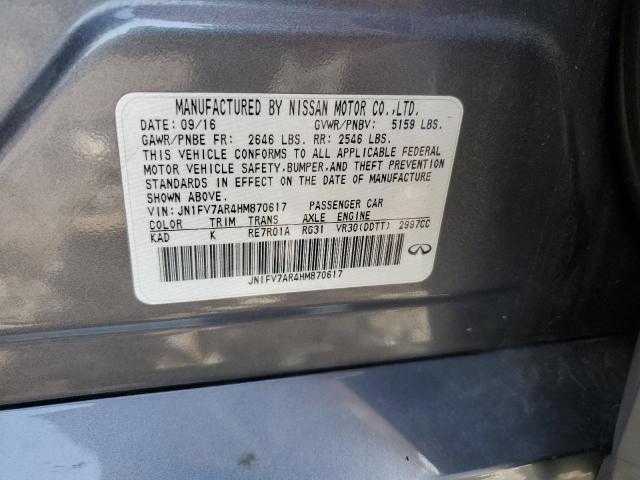 MANUFACTURED BY NISSAN MOTOR CO.,LTD.
DATE: 09/16 GVWR/PNBV: 5159 LBS.
GAWR/PNBE FR: 2646 LBS. RR: 2546 LBS.
THIS VEHICLE CONFORMS TO ALL APPLICABLE FEDERAL
MOTOR VEHICLE SAFETY,BUMPER,AND THEFT PREVENTION
STANDARDS IN EFFECT ON THE DATE OF MANUFACTURE
SHOWN ABOVE.
VIN: JN1FV7AR4HM870617 PASSENGER CAR
COLOR TRIM TRANS AXLE ENGINE
KAD K RE7R01A RG31 VR30(DDTT) 2997CC
JN1FV7AR4HM870617